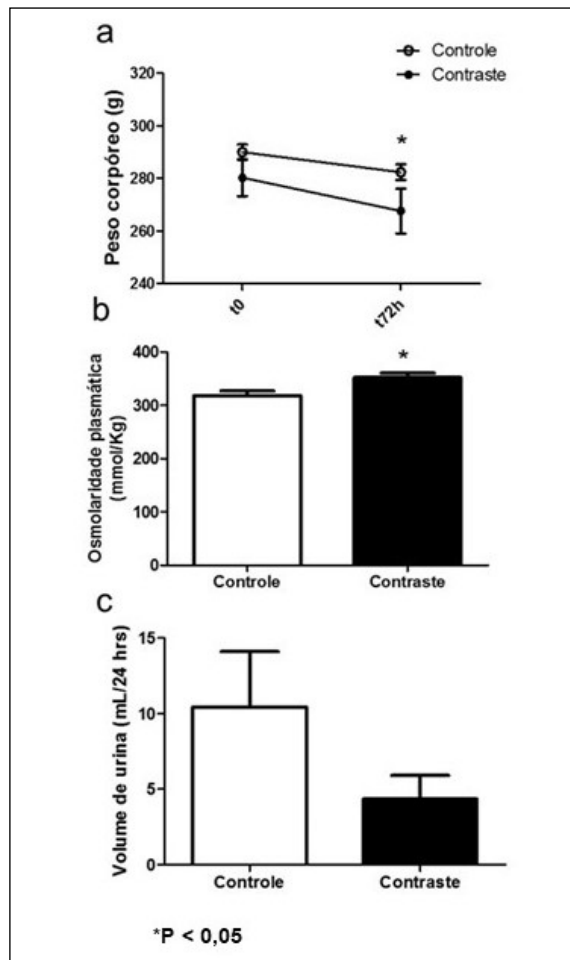 a
Controle
Contraste
Peso corpóreo (g)
320
300
280
260
240
*
t0
t72h
b
Osmolaridade plasmática
(mmol/Kg)
400
300
200
100
0
*
Controle
Contraste
c
Volume de urina (mL/24 hrs)
15
10
5
0
Controle
Contraste
*P < 0,05